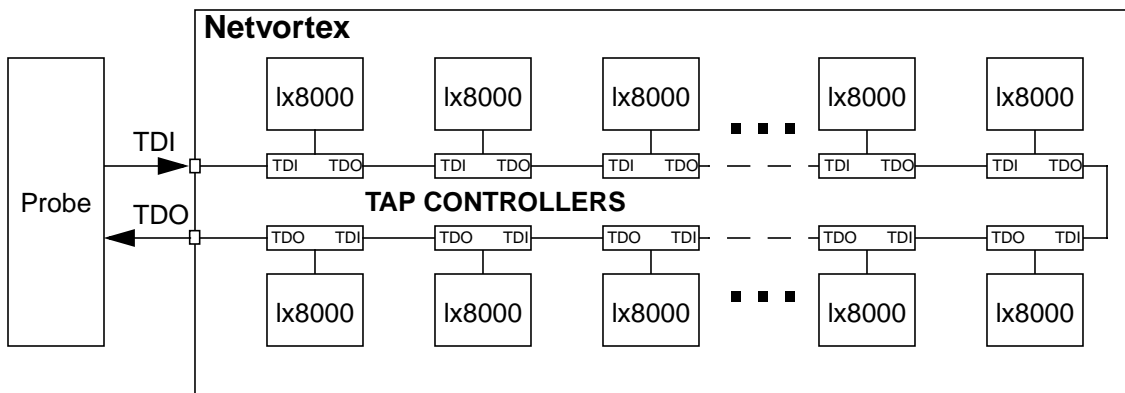 Netvortex
lx8000 lx8000 lx8000 lx8000 lx8000
TDI
TDI TDO TDI TDO TDI TDO TDI TDO TDI TDO
Probe
TAP CONTROLLERS
TDO
TDO TDI TDO TDI TDO TDI TDO TDI TDO TDI
lx8000 lx8000 lx8000 lx8000 lx8000